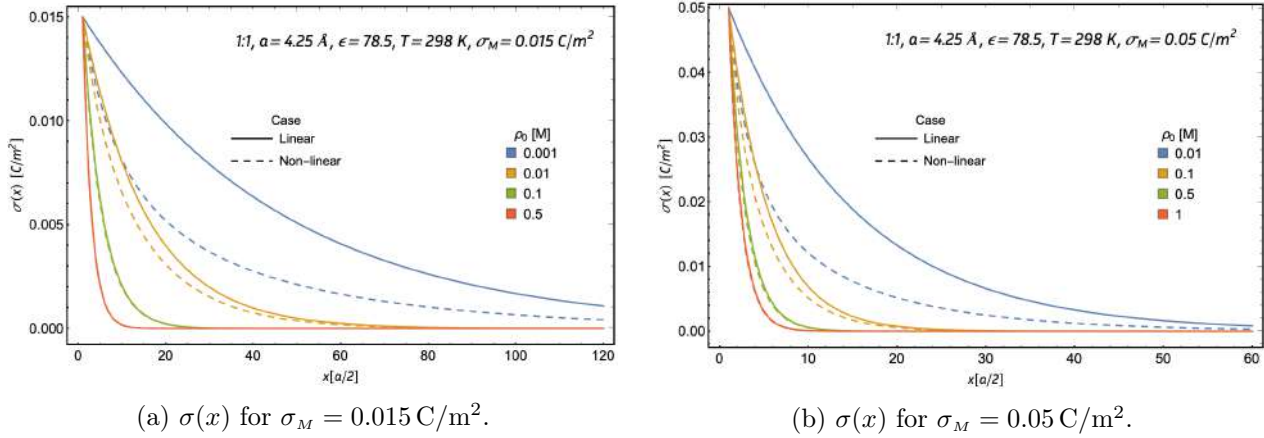 1:1, a = 4.25 Å, ϵ = 78.5, T = 298 K, σ_M = 0.015 C/m²
Case
Linear
Non-linear
ρ₀ [M]
0.001
0.01
0.1
0.5
σ(x) [C/m²]
0.015
0.010
0.005
0.000
0
20
40
60
80
100
120
x[a/2]
(a) σ(x) for σ_M = 0.015 C/m².
1:1, a = 4.25 Å, ϵ = 78.5, T = 298 K, σ_M = 0.05 C/m²
Case
Linear
Non-linear
ρ₀ [M]
0.01
0.1
0.5
1
σ(x) [C/m²]
0.05
0.04
0.03
0.02
0.01
0.00
0
10
20
30
40
50
60
x[a/2]
(b) σ(x) for σ_M = 0.05 C/m².